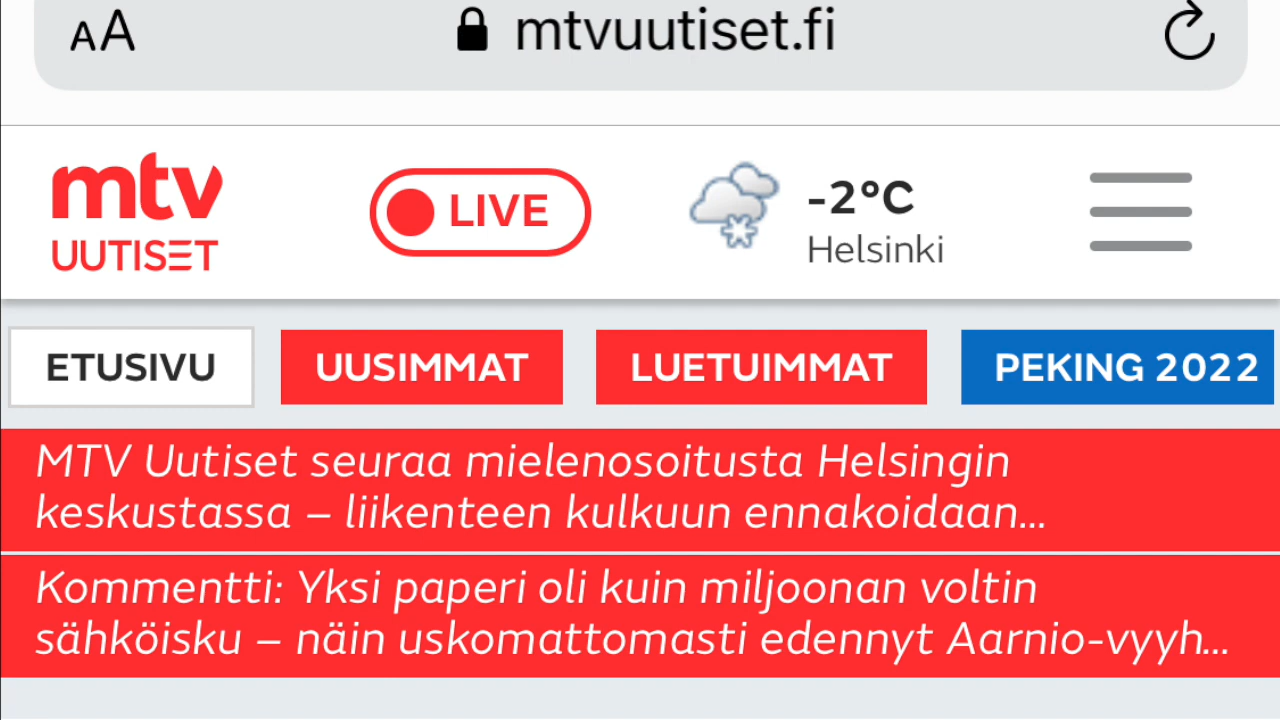 AA mtvuutiset.fi
mtv
UUTISET
LIVE
-2°C
Helsinki
ETUSIVU UUSIMMAT LUETUIMMAT PEKING 2022
MTV Uutiset seuraa mielenosoitusta Helsingin
keskustassa – liikenteen kulkuun ennakoidaan...
Kommentti: Yksi paperi oli kuin miljoonan voltin
sähköisku – näin uskomattomasti edennyt Aarnio-vyyh...